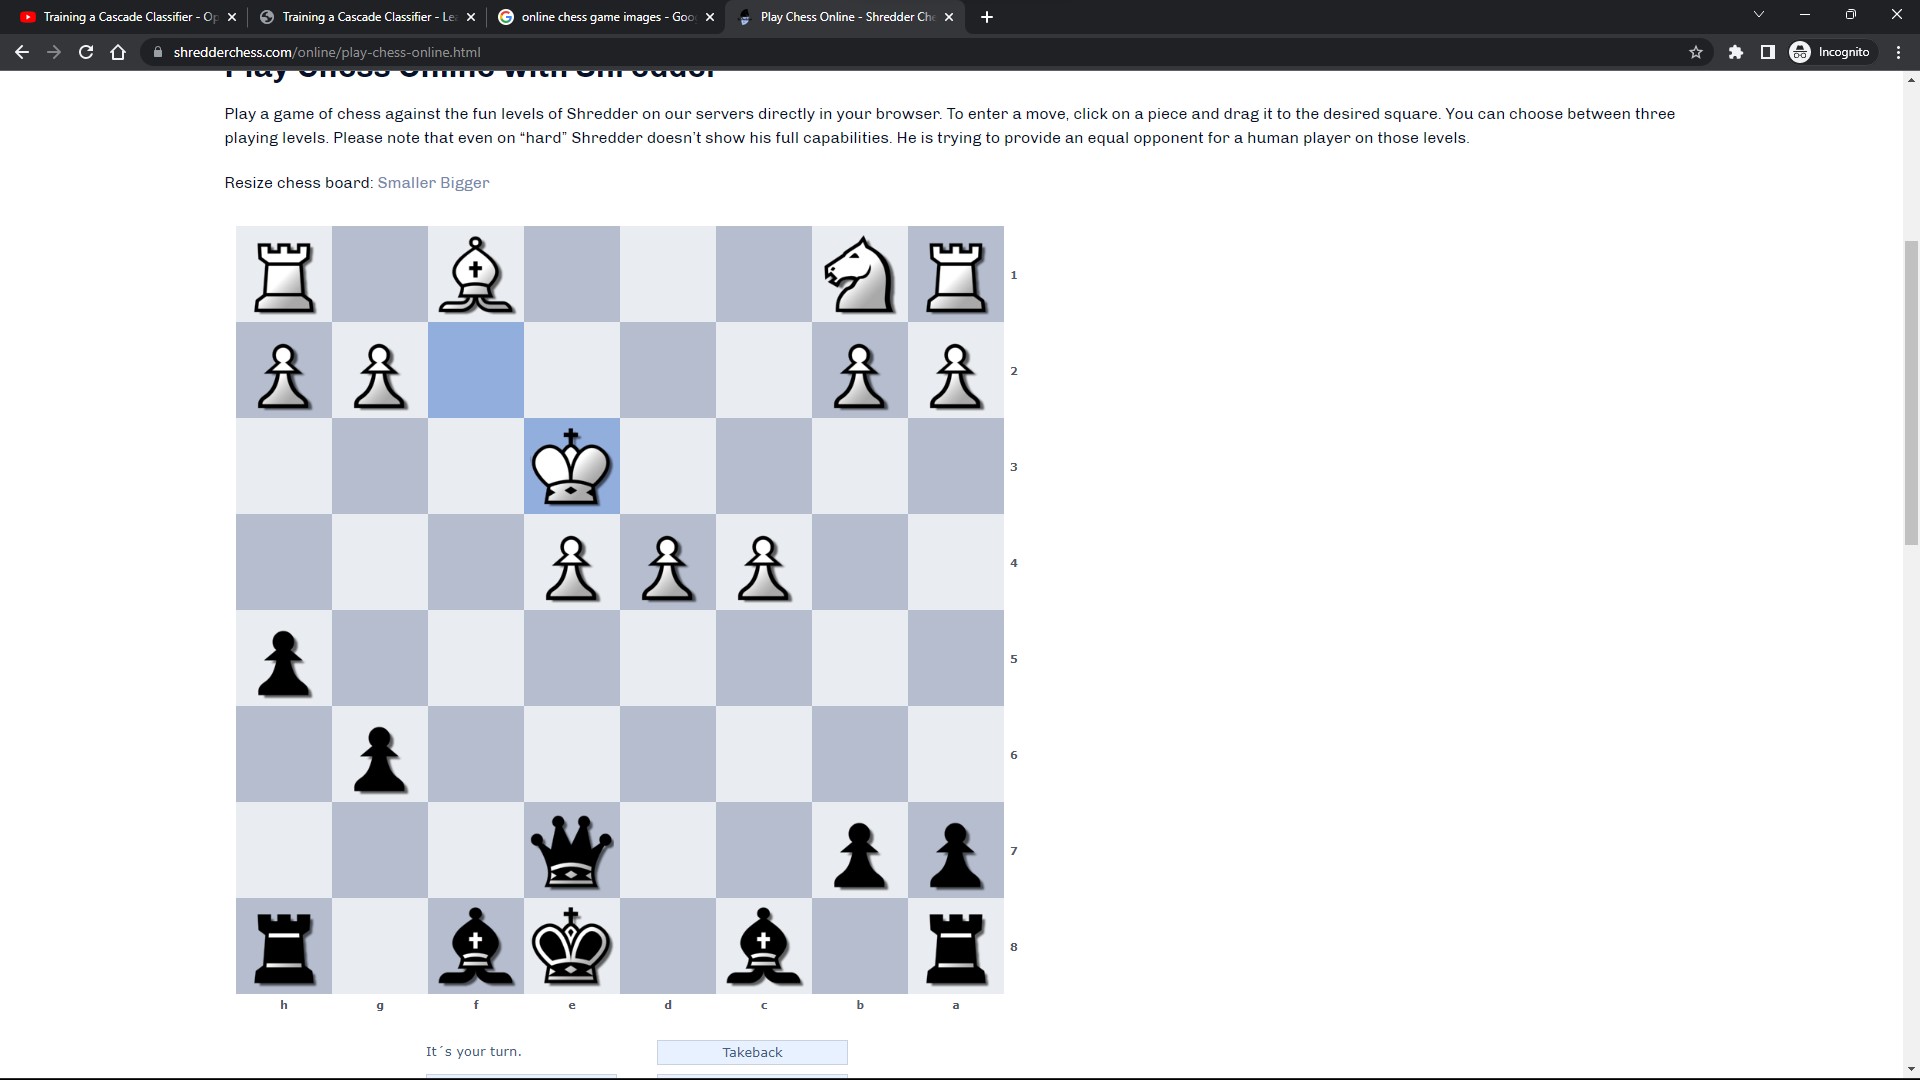 Training a Cascade Classifier - Op
Training a Cascade Classifier - Le
online chess game images - Goo
Play Chess Online - Shredder Che
shredderchess.com/online/play-chess-online.html
Incognito
Play Chess Online with Shredder
Play a game of chess against the fun levels of Shredder on our servers directly in your browser. To enter a move, click on a piece and drag it to the desired square. You can choose between three
playing levels. Please note that even on “hard” Shredder doesn’t show his full capabilities. He is trying to provide an equal opponent for a human player on those levels.
Resize chess board: Smaller Bigger
1
2
3
4
5
6
7
8
h g f e d c b a
It´s your turn.
Takeback